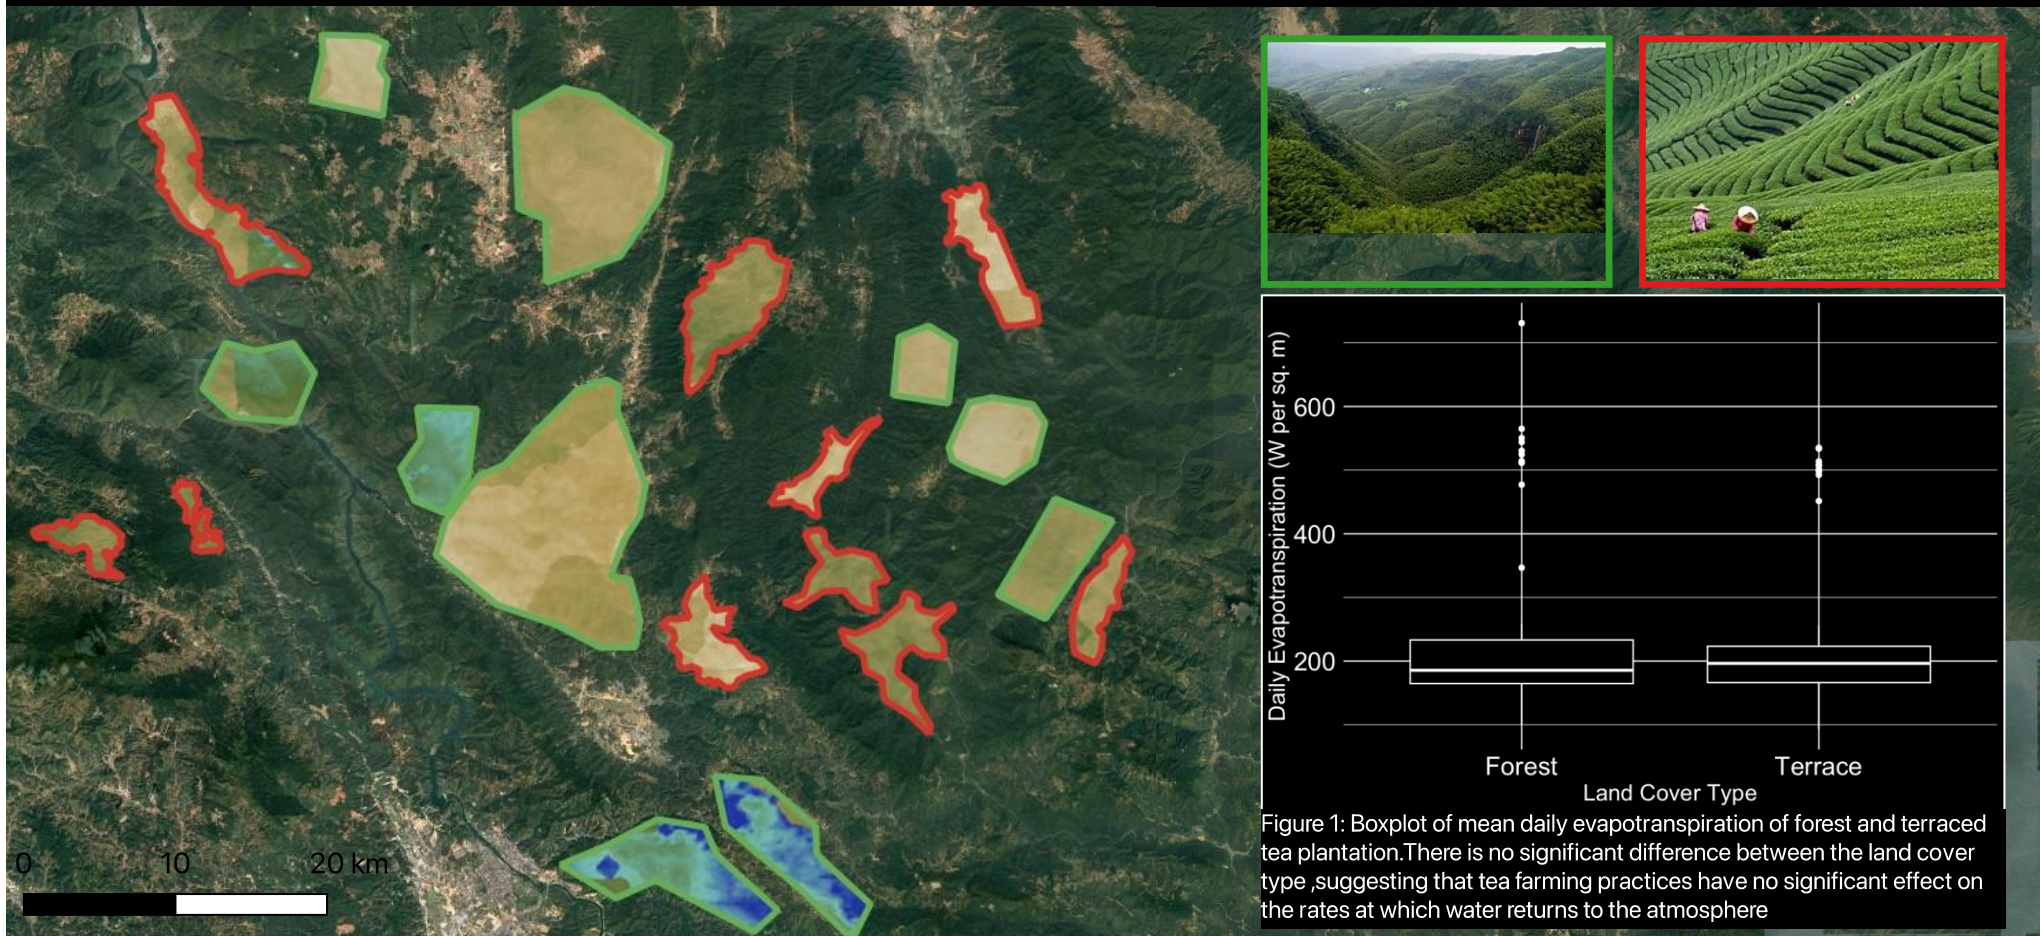 Daily Evapotranspiration (W per sq. m)
600
400
200
Forest Terrace
Land Cover Type
Figure 1: Boxplot of mean daily evapotranspiration of forest and terraced
tea plantation.There is no significant difference between the land cover
type ,suggesting that tea farming practices have no significant effect on
the rates at which water returns to the atmosphere
0 10 20 km